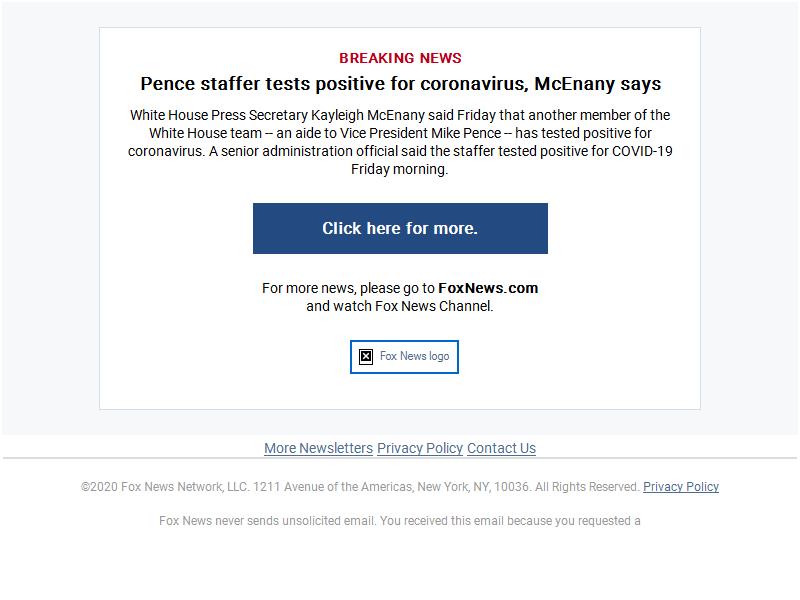 BREAKING NEWS
Pence staffer tests positive for coronavirus, McEnany says
White House Press Secretary Kayleigh McEnany said Friday that another member of the
White House team -- an aide to Vice President Mike Pence -- has tested positive for
coronavirus. A senior administration official said the staffer tested positive for COVID-19
Friday morning.
Click here for more.
For more news, please go to FoxNews.com
and watch Fox News Channel.
Fox News logo
More Newsletters Privacy Policy Contact Us
©2020 Fox News Network, LLC. 1211 Avenue of the Americas, New York, NY, 10036. All Rights Reserved. Privacy Policy
Fox News never sends unsolicited email. You received this email because you requested a